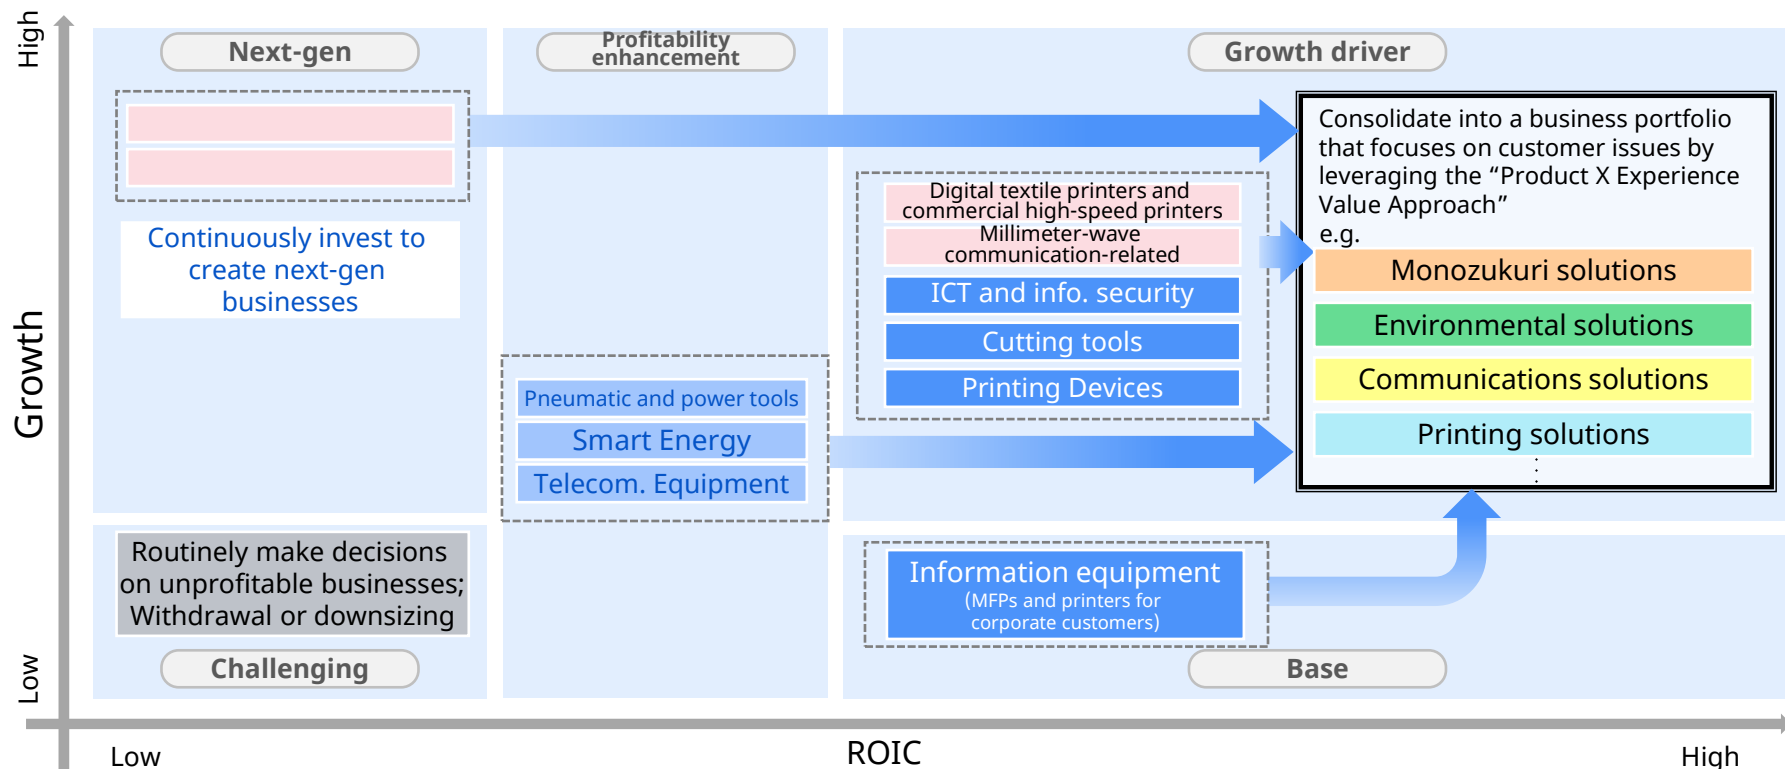 High
Next-gen
Profitability
enhancement
Growth driver
Consolidate into a business portfolio
that focuses on customer issues by
leveraging the “Product X Experience
Value Approach”
e.g.
Monozukuri solutions
Environmental solutions
Communications solutions
Printing solutions
⋮
Digital textile printers and
commercial high-speed printers
Millimeter-wave
communication-related
ICT and info. security
Cutting tools
Printing Devices
Continuously invest to
create next-gen
businesses
Growth
Pneumatic and power tools
Smart Energy
Telecom. Equipment
Routinely make decisions
on unprofitable businesses;
Withdrawal or downsizing
Information equipment
(MFPs and printers for
corporate customers)
Low
Challenging
Base
Low
ROIC
High